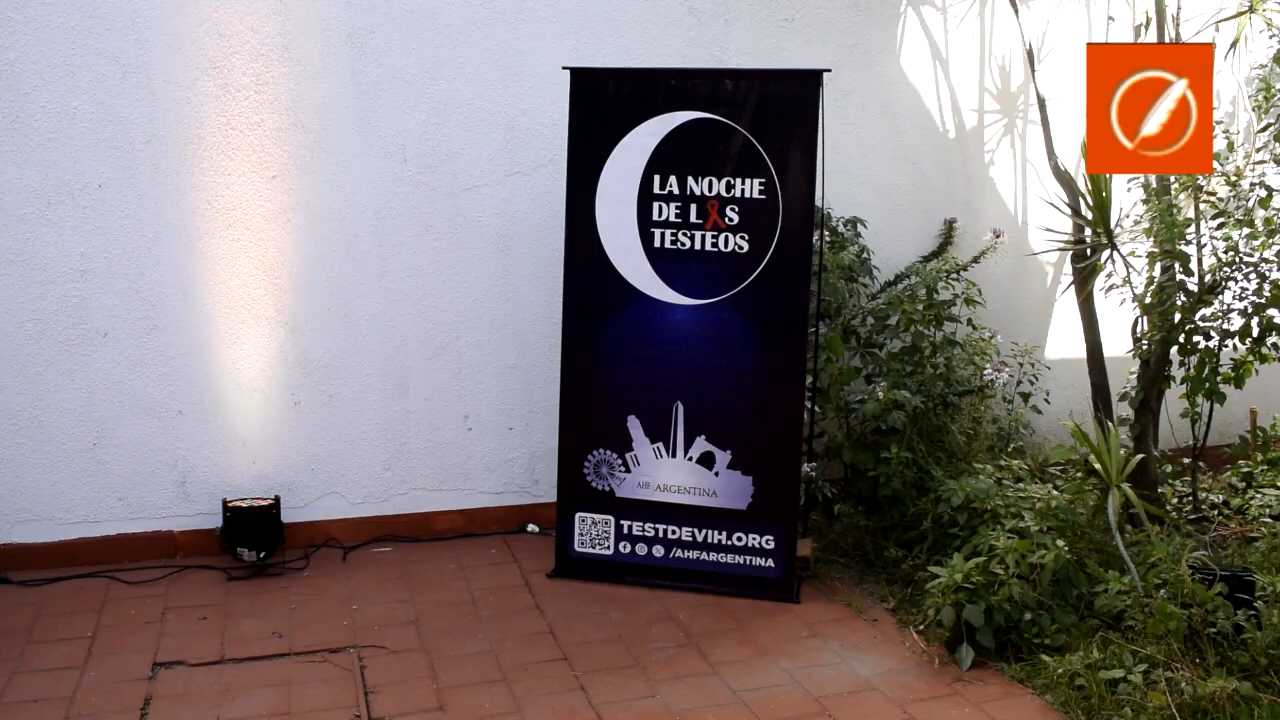 LA NOCHE
DE LAS
TESTEOS
AHF ARGENTINA
TESTDEVIH.ORG
/AHFARGENTINA